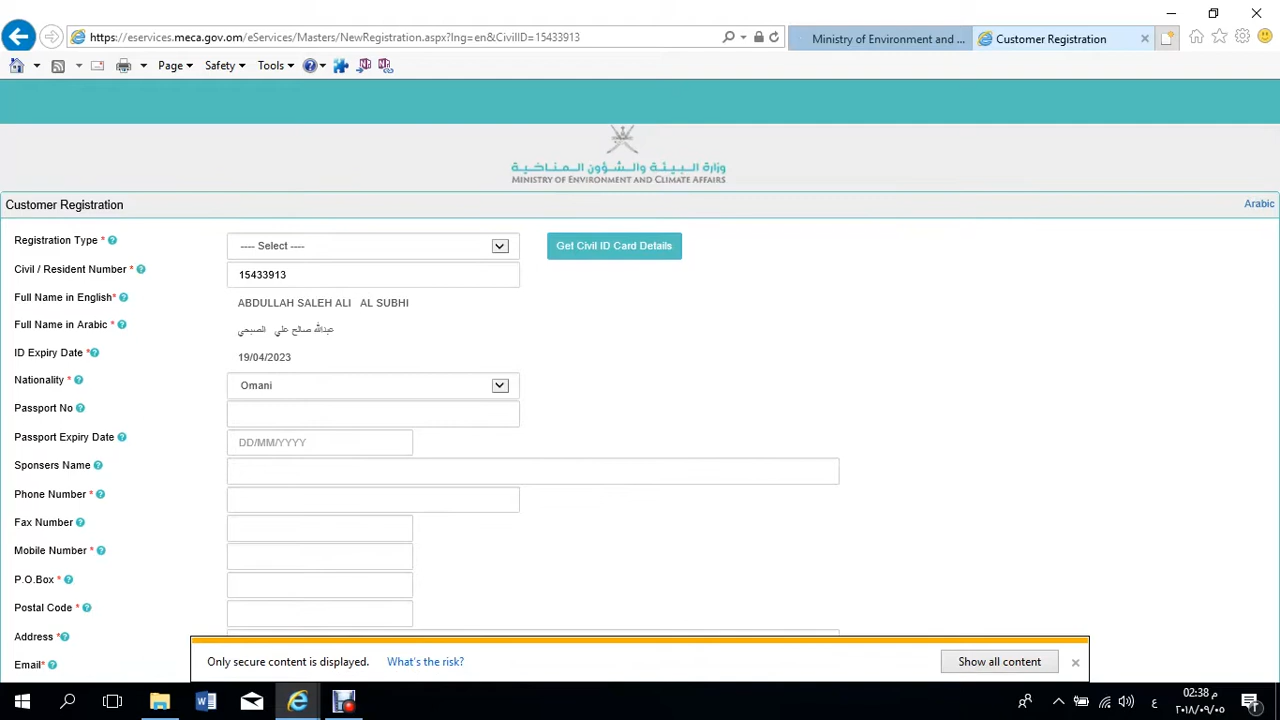 https://eservices.meca.gov.om/eServices/Masters/NewRegistration.aspx?lng=en&CivilID=15433913
Ministry of Environment and ...
Customer Registration
Page
Safety
Tools
وزارة البيئة والشؤون المناخية
MINISTRY OF ENVIRONMENT AND CLIMATE AFFAIRS
Customer Registration
Arabic
Registration Type *
---- Select ----
Get Civil ID Card Details
Civil / Resident Number *
15433913
Full Name in English*
ABDULLAH SALEH ALI AL SUBHI
Full Name in Arabic *
عبدالله صالح علي الصبحي
ID Expiry Date *
19/04/2023
Nationality *
Omani
Passport No
Passport Expiry Date
DD/MM/YYYY
Sponsers Name
Phone Number *
Fax Number
Mobile Number *
P.O.Box *
Postal Code *
Address *
Email*
Only secure content is displayed.
What's the risk?
Show all content
ع
02:38 م
٢٠١٨/٠٩/٠٥